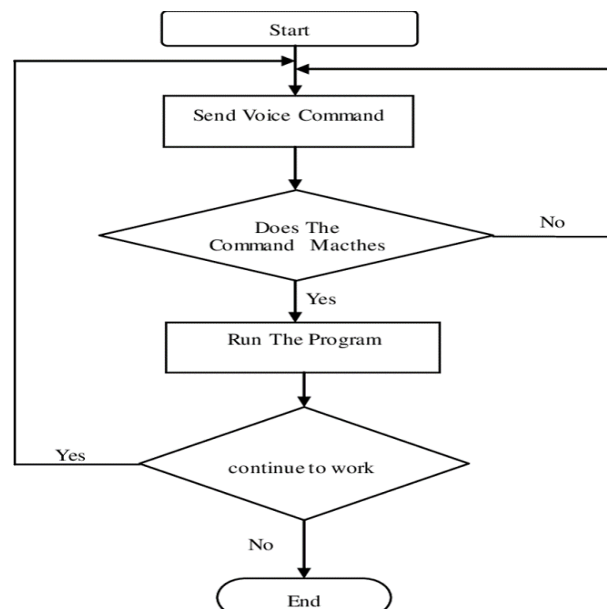 Start
Send Voice Command
Does The
Command Macthes
No
Yes
Run The Program
Yes
continue to work
No
End